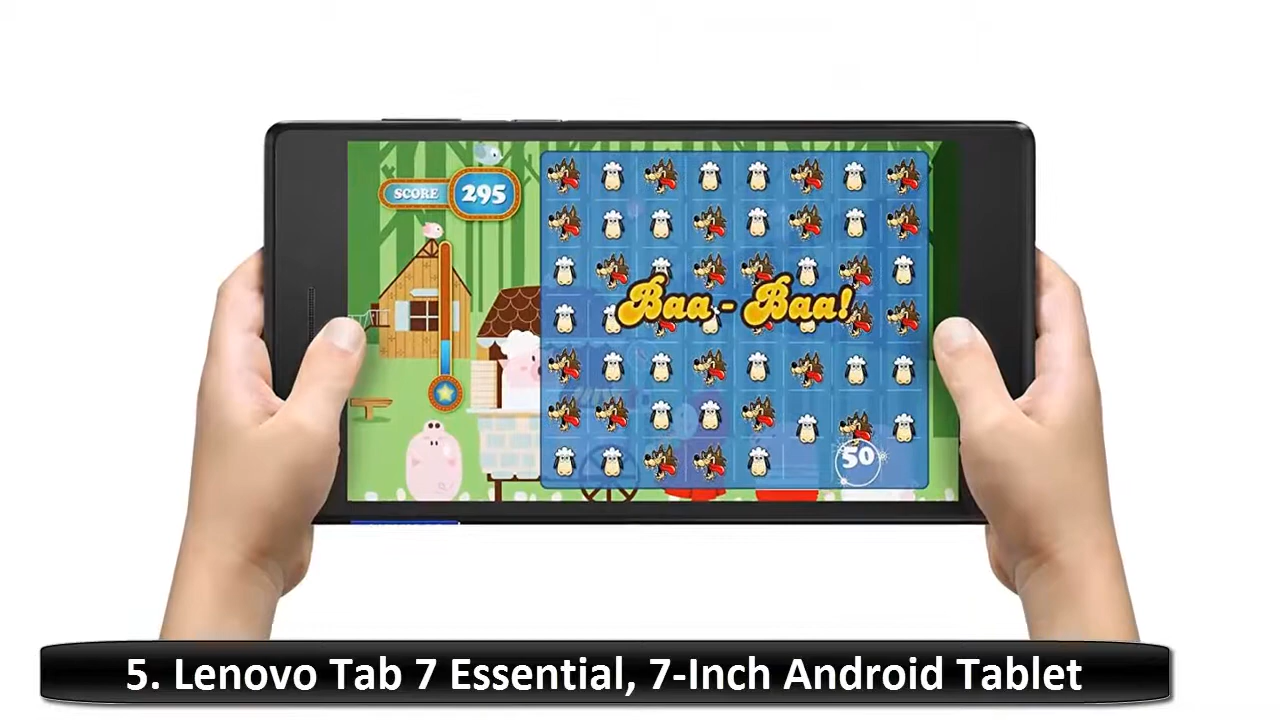 SCORE 295
Baa - Baa!
50
5. Lenovo Tab 7 Essential, 7-Inch Android Tablet